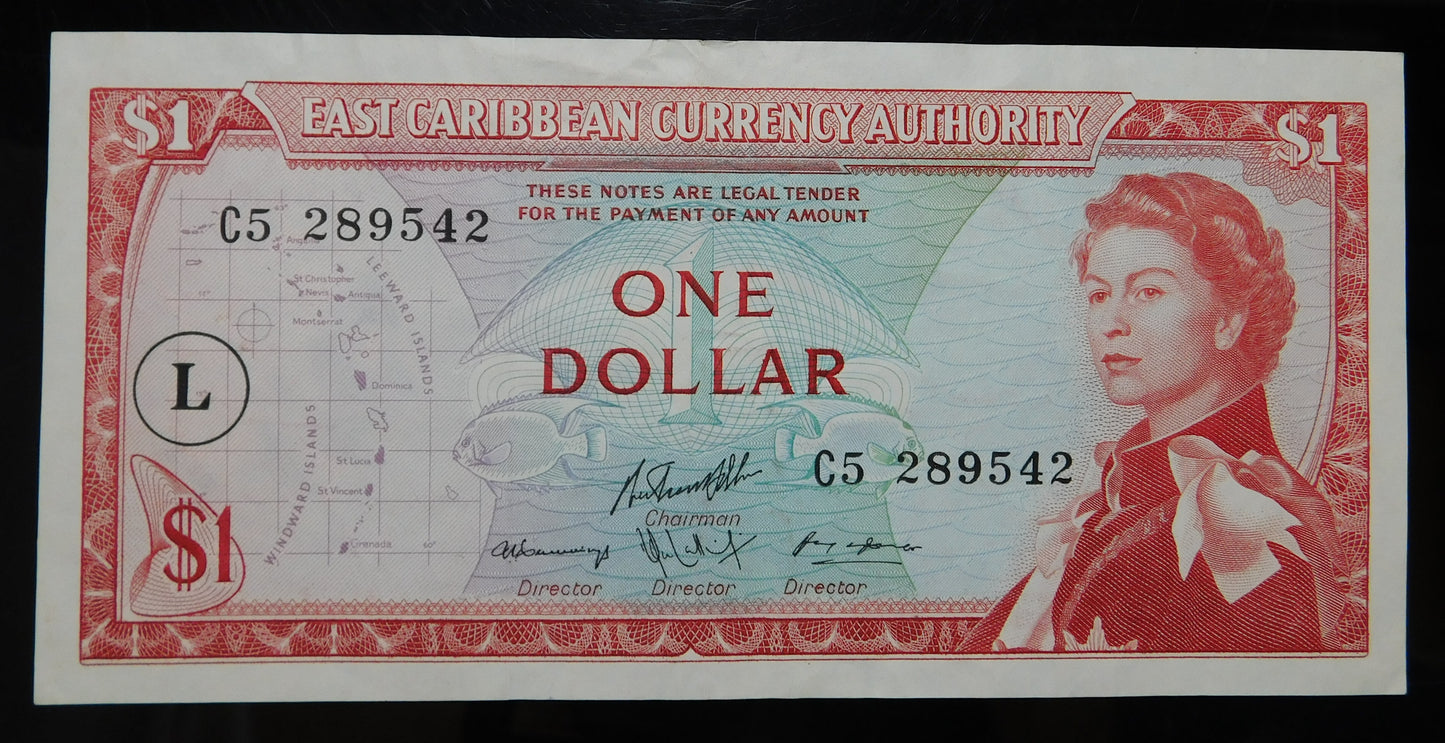 $1 EAST CARIBBEAN CURRENCY AUTHORITY $1
THESE NOTES ARE LEGAL TENDER
FOR THE PAYMENT OF ANY AMOUNT
C5 289542
St Christopher
Nevis
Antigua
Montserrat
LEEWARD ISLANDS
1
ONE
DOLLAR
L
Dominica
WINDWARD ISLANDS
St Lucia
St Vincent
Grenada
60°
C5 289542
Chairman
$1
Director Director Director